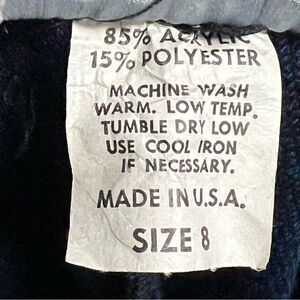 85% ACRYLIC
15% POLYESTER
MACHINE WASH
WARM. LOW TEMP.
TUMBLE DRY LOW
USE COOL IRON
IF NECESSARY.
MADE IN U.S.A.
SIZE 8